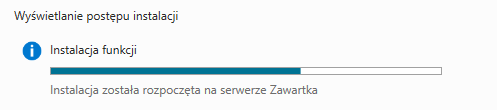 Wyświetlanie postępu instalacji
Instalacja funkcji
Instalacja została rozpoczęta na serwerze Zawartka